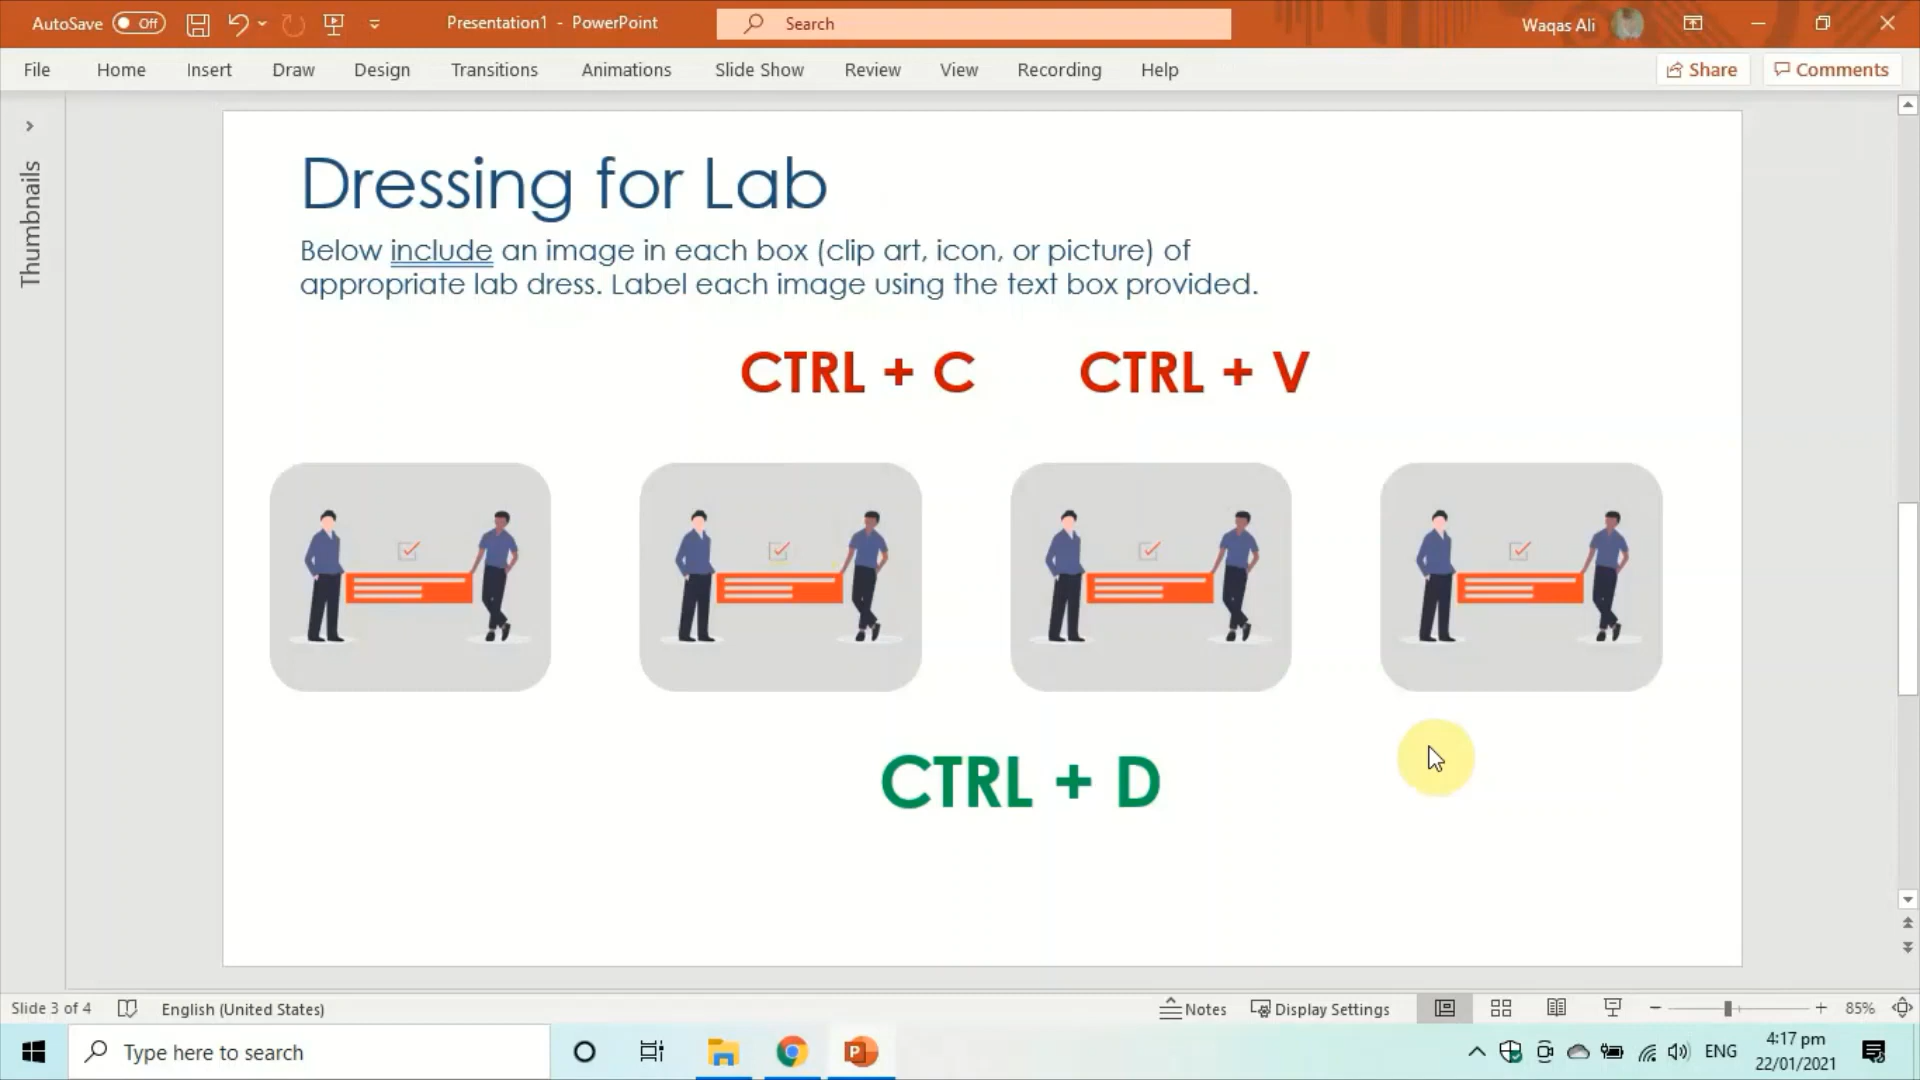 AutoSave Off Presentation1 - PowerPoint Search Waqas Ali
File Home Insert Draw Design Transitions Animations Slide Show Review View Recording Help Share Comments
Thumbnails
Dressing for Lab
Below include an image in each box (clip art, icon, or picture) of
appropriate lab dress. Label each image using the text box provided.
CTRL + C CTRL + V
CTRL + D
Slide 3 of 4 English (United States) Notes Display Settings 85%
Type here to search ENG 4:17 pm
22/01/2021